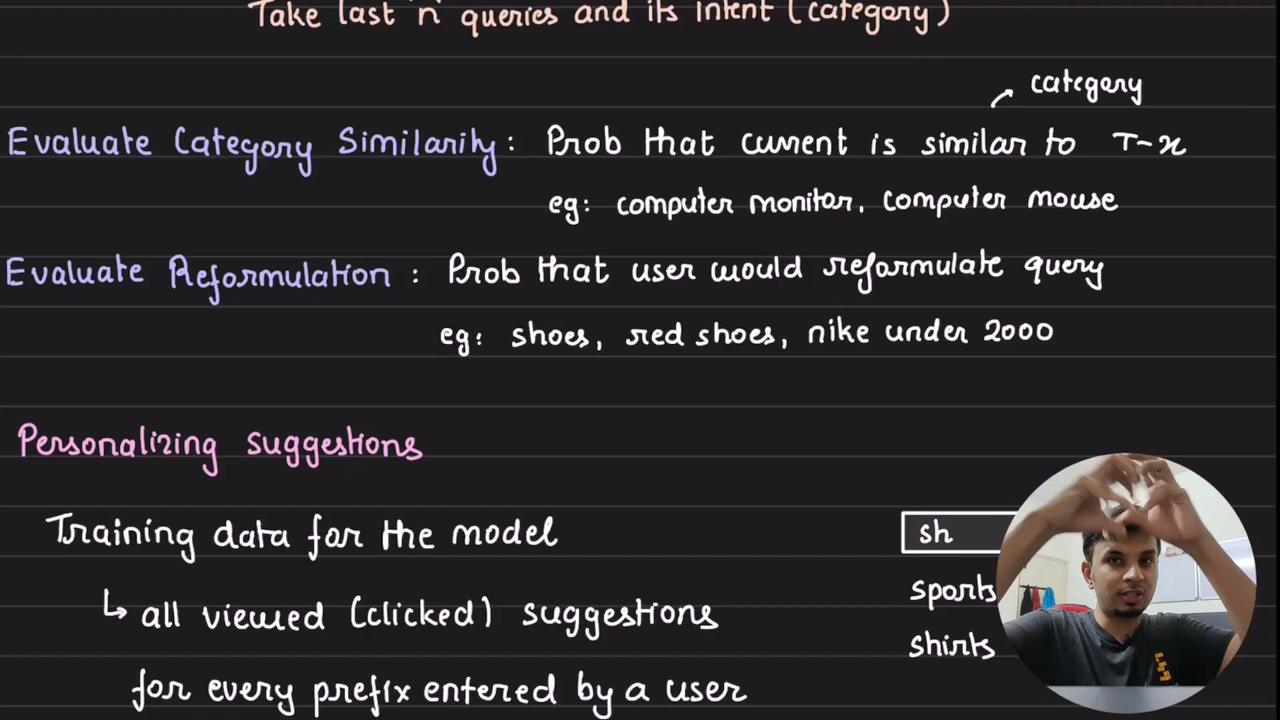 Take last n queries and its intent (category)
category
Evaluate Category Similarity : Prob that current is similar to T-x
eg: computer monitor, computer mouse
Evaluate Reformulation : Prob that user would reformulate query
eg: shoes, red shoes, nike under 2000
Personalizing suggestions
Training data for the model
sh
↳ all viewed (clicked) suggestions
sports
shirts
for every prefix entered by a user